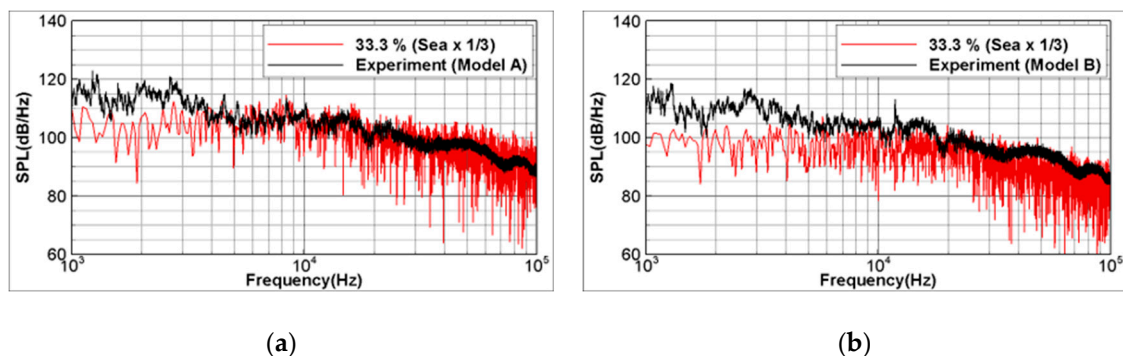 140
120
100
80
60
SPL(dB/Hz)
33.3 % (Sea x 1/3)
Experiment (Model A)
10³
10⁴
10⁵
Frequency(Hz)
(a)
140
120
100
80
60
SPL(dB/Hz)
33.3 % (Sea x 1/3)
Experiment (Model B)
10³
10⁴
10⁵
Frequency(Hz)
(b)